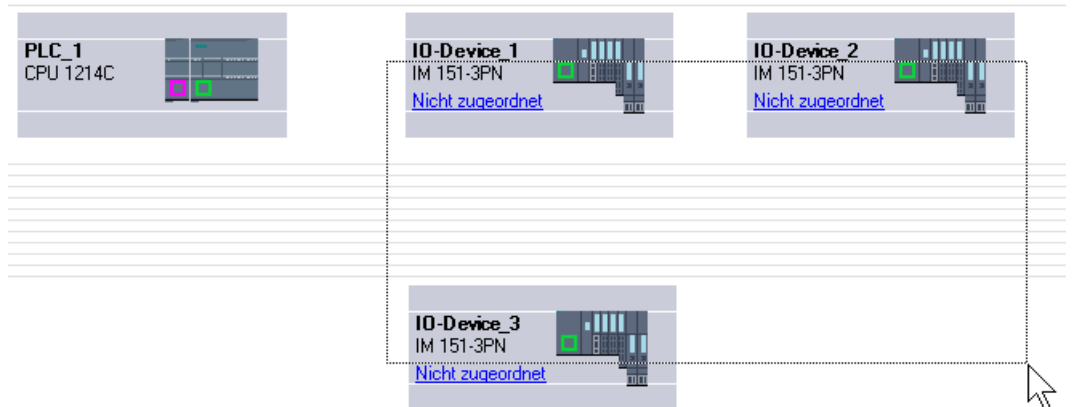 PLC_1
CPU 1214C
IO-Device_1
IM 151-3PN
Nicht zugeordnet
IO-Device_2
IM 151-3PN
Nicht zugeordnet
IO-Device_3
IM 151-3PN
Nicht zugeordnet